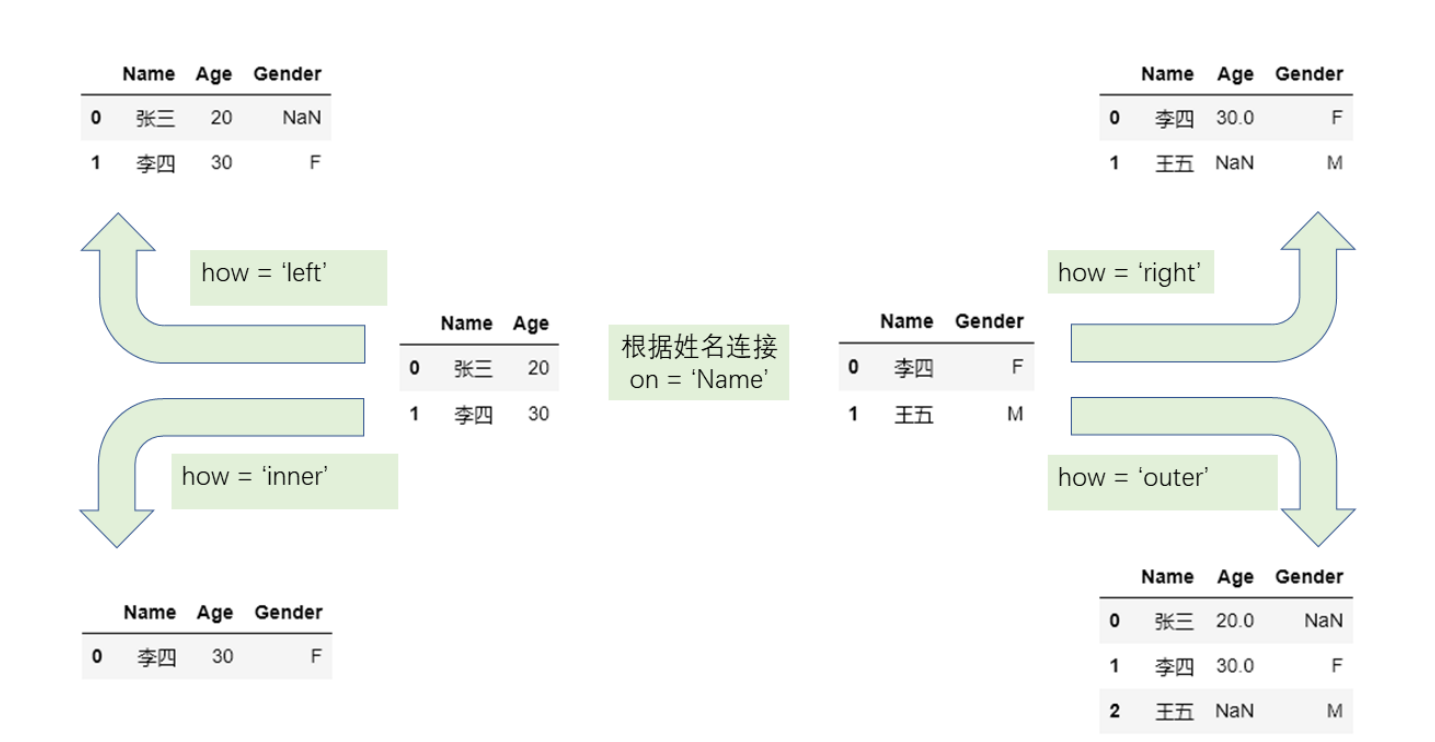 Name Age Gender
0 张三 20 NaN
1 李四 30 F
Name Age Gender
0 李四 30.0 F
1 王五 NaN M
how = ‘left’
how = ‘right’
Name Age
0 张三 20
1 李四 30
根据姓名连接
on = ‘Name’
Name Gender
0 李四 F
1 王五 M
how = ‘inner’
how = ‘outer’
Name Age Gender
0 李四 30 F
Name Age Gender
0 张三 20.0 NaN
1 李四 30.0 F
2 王五 NaN M